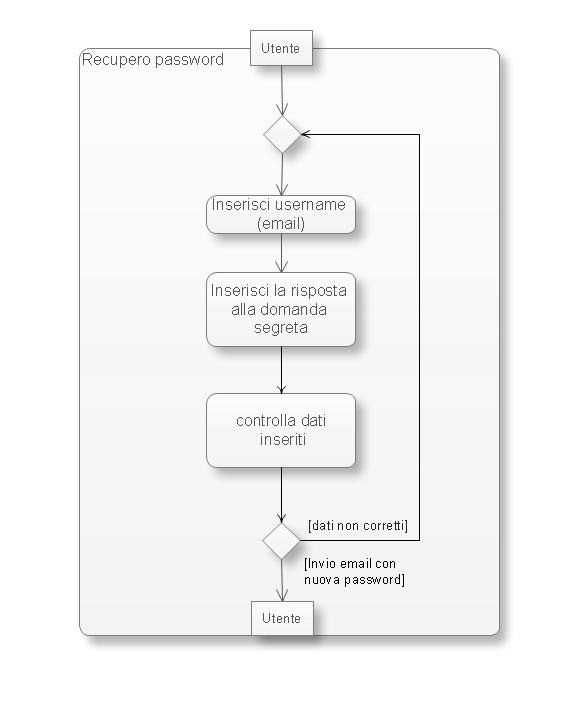 Utente
Recupero password
Inserisci username
(email)
Inserisci la risposta
alla domanda
segreta
controlla dati
inseriti
[dati non corretti]
[Invio email con
nuova password]
Utente